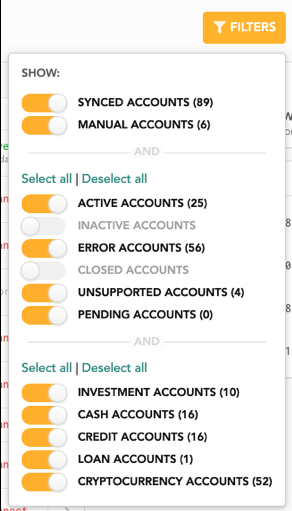 FILTERS
SHOW:
SYNCED ACCOUNTS (89)
MANUAL ACCOUNTS (6)
AND
Select all | Deselect all
ACTIVE ACCOUNTS (25)
INACTIVE ACCOUNTS
ERROR ACCOUNTS (56)
CLOSED ACCOUNTS
UNSUPPORTED ACCOUNTS (4)
PENDING ACCOUNTS (0)
AND
Select all | Deselect all
INVESTMENT ACCOUNTS (10)
CASH ACCOUNTS (16)
CREDIT ACCOUNTS (16)
LOAN ACCOUNTS (1)
CRYPTOCURRENCY ACCOUNTS (52)